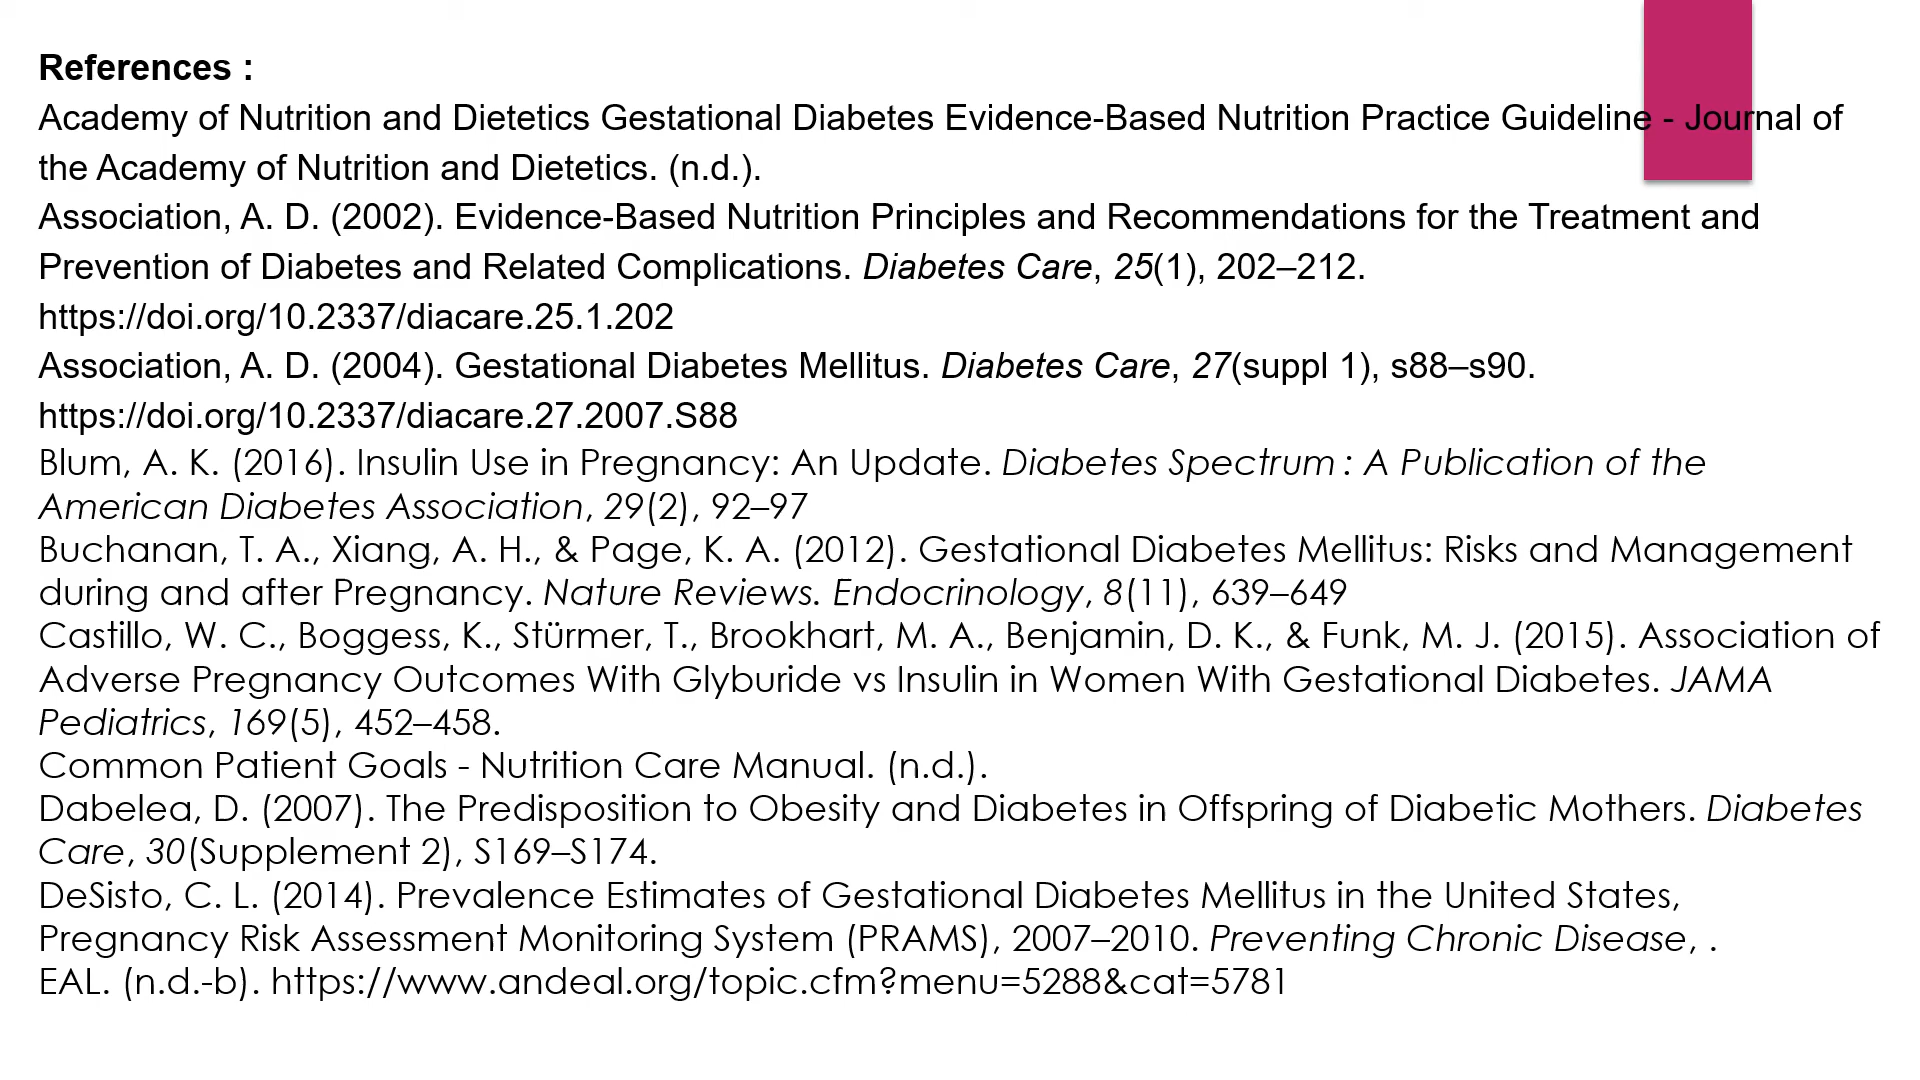 References :
Academy of Nutrition and Dietetics Gestational Diabetes Evidence-Based Nutrition Practice Guideline - Journal of
the Academy of Nutrition and Dietetics. (n.d.).
Association, A. D. (2002). Evidence-Based Nutrition Principles and Recommendations for the Treatment and
Prevention of Diabetes and Related Complications. Diabetes Care, 25(1), 202–212.
https://doi.org/10.2337/diacare.25.1.202
Association, A. D. (2004). Gestational Diabetes Mellitus. Diabetes Care, 27(suppl 1), s88–s90.
https://doi.org/10.2337/diacare.27.2007.S88
Blum, A. K. (2016). Insulin Use in Pregnancy: An Update. Diabetes Spectrum : A Publication of the
American Diabetes Association, 29(2), 92–97
Buchanan, T. A., Xiang, A. H., & Page, K. A. (2012). Gestational Diabetes Mellitus: Risks and Management
during and after Pregnancy. Nature Reviews. Endocrinology, 8(11), 639–649
Castillo, W. C., Boggess, K., Stürmer, T., Brookhart, M. A., Benjamin, D. K., & Funk, M. J. (2015). Association of
Adverse Pregnancy Outcomes With Glyburide vs Insulin in Women With Gestational Diabetes. JAMA
Pediatrics, 169(5), 452–458.
Common Patient Goals - Nutrition Care Manual. (n.d.).
Dabelea, D. (2007). The Predisposition to Obesity and Diabetes in Offspring of Diabetic Mothers. Diabetes
Care, 30(Supplement 2), S169–S174.
DeSisto, C. L. (2014). Prevalence Estimates of Gestational Diabetes Mellitus in the United States,
Pregnancy Risk Assessment Monitoring System (PRAMS), 2007–2010. Preventing Chronic Disease, .
EAL. (n.d.-b). https://www.andeal.org/topic.cfm?menu=5288&cat=5781